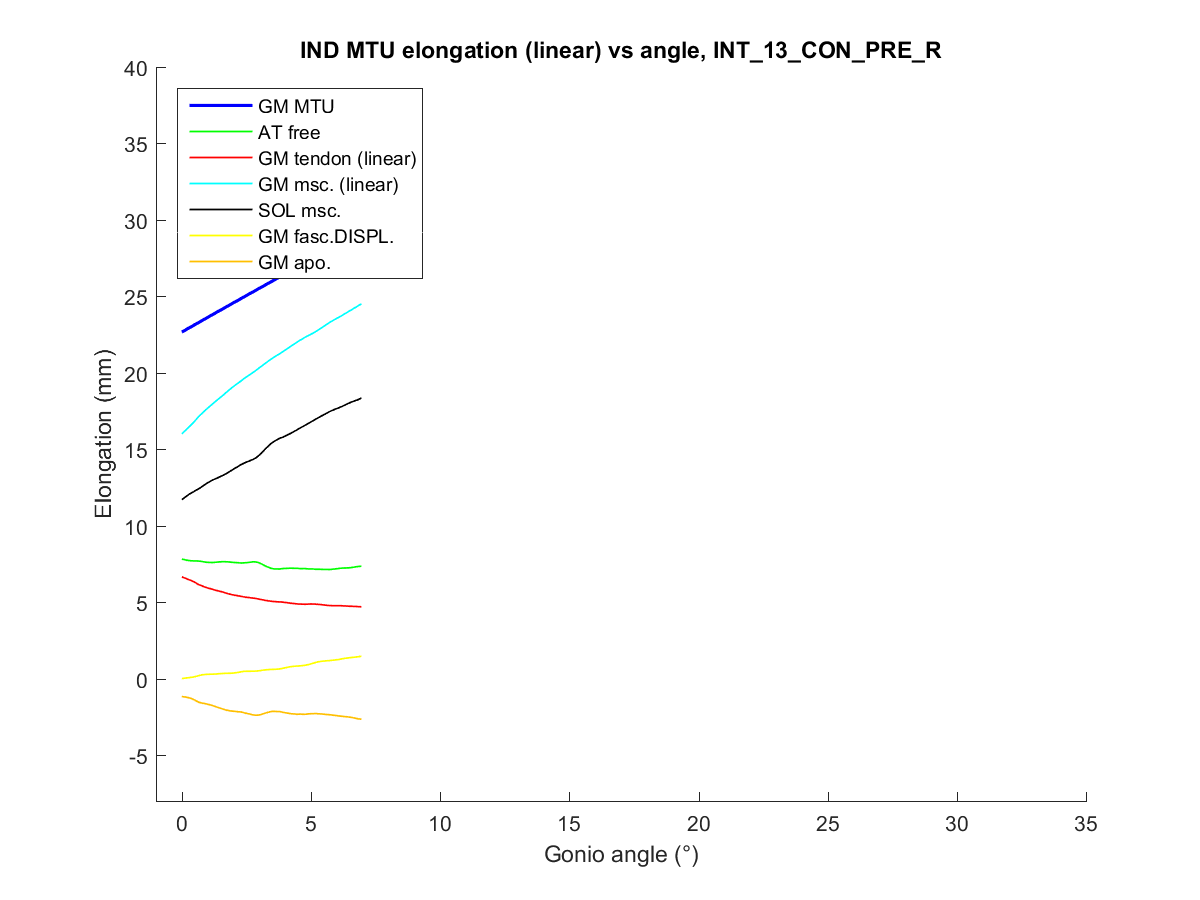 IND MTU elongation (linear) vs angle, INT_13_CON_PRE_R
40
35
30
25
20
15
10
5
0
-5
Elongation (mm)
GM MTU
AT free
GM tendon (linear)
GM msc. (linear)
SOL msc.
GM fasc.DISPL.
GM apo.
0 5 10 15 20 25 30 35
Gonio angle (°)